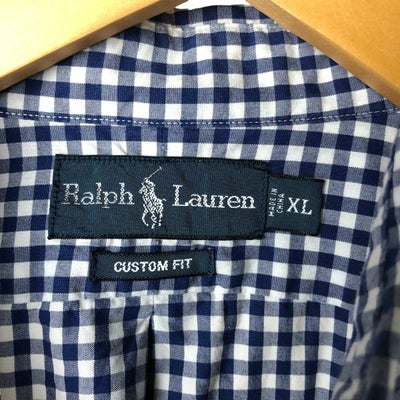 Ralph Lauren
MADE IN
CHINA
XL
CUSTOM FIT